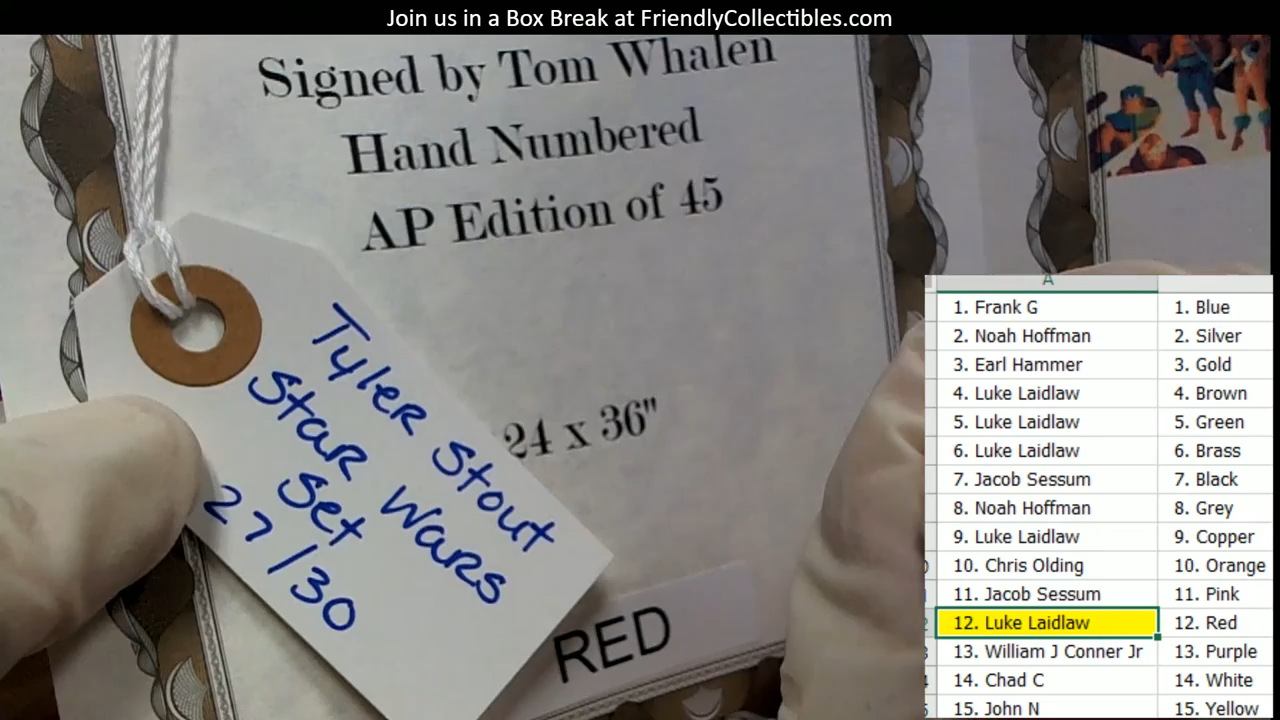 Join us in a Box Break at FriendlyCollectibles.com
Signed by Tom Whalen
Hand Numbered
AP Edition of 45
24 x 36"
Tyler Stout
Star Wars
Set
27/30
RED
A
1. Frank G 1. Blue
2. Noah Hoffman 2. Silver
3. Earl Hammer 3. Gold
4. Luke Laidlaw 4. Brown
5. Luke Laidlaw 5. Green
6. Luke Laidlaw 6. Brass
7. Jacob Sessum 7. Black
8. Noah Hoffman 8. Grey
9. Luke Laidlaw 9. Copper
10. Chris Olding 10. Orange
11. Jacob Sessum 11. Pink
12. Luke Laidlaw 12. Red
13. William J Conner Jr 13. Purple
14. Chad C 14. White
15. John N 15. Yellow